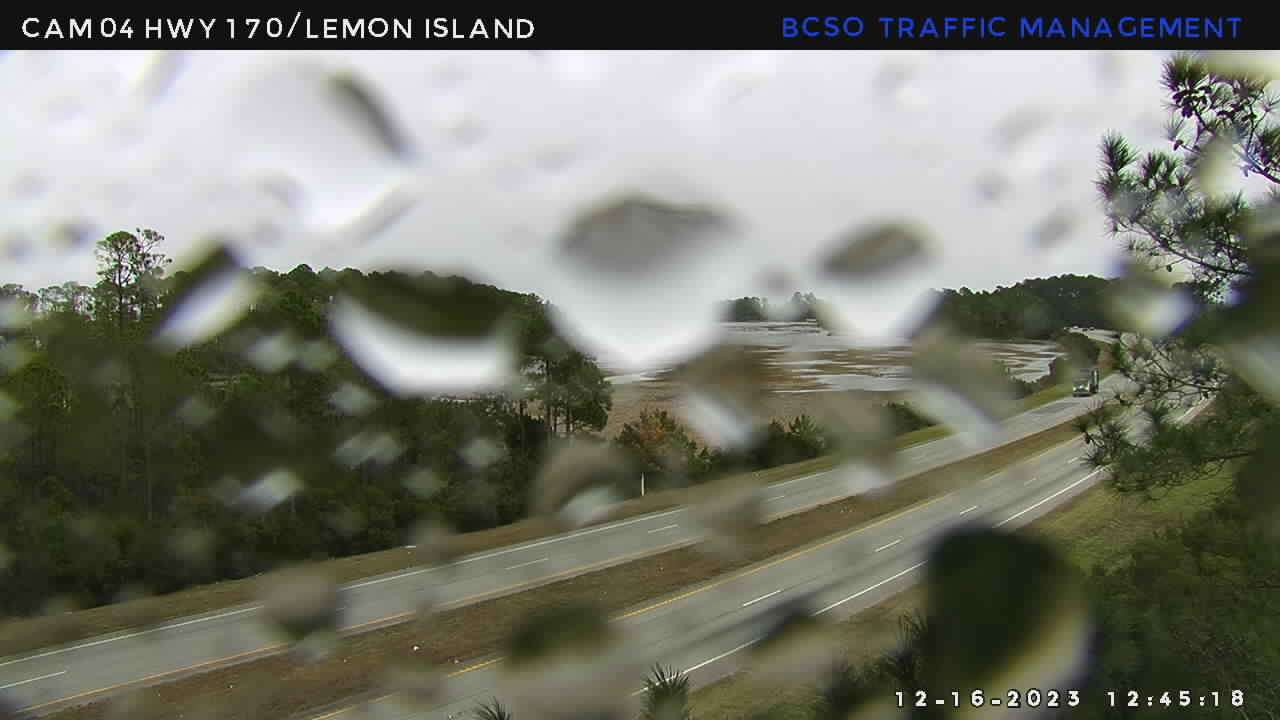 CAM04 HWY 170/LEMON ISLAND BCSO TRAFFIC MANAGEMENT
12-16-2023 12:45:18